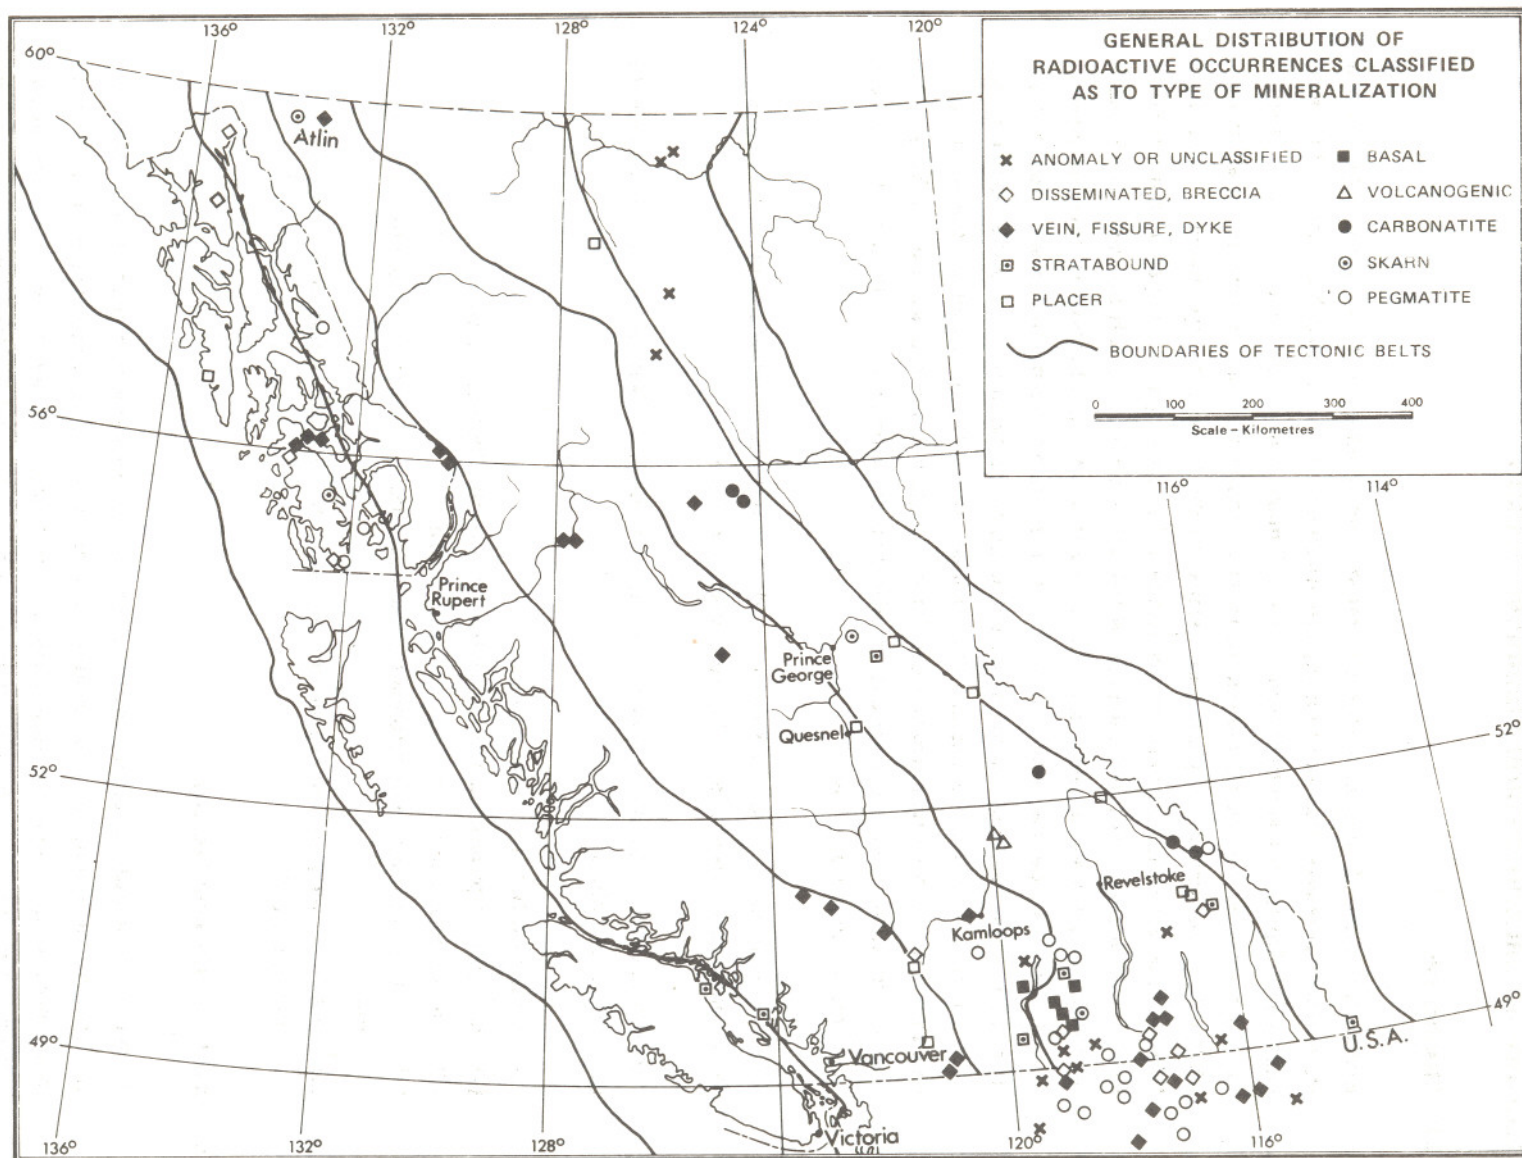 136°
132°
128°
124°
120°
60°
GENERAL DISTRIBUTION OF
RADIOACTIVE OCCURRENCES CLASSIFIED
AS TO TYPE OF MINERALIZATION
ANOMALY OR UNCLASSIFIED
BASAL
DISSEMINATED, BRECCIA
VOLCANOGENIC
VEIN, FISSURE, DYKE
CARBONATITE
STRATABOUND
SKARN
PLACER
PEGMATITE
BOUNDARIES OF TECTONIC BELTS
0 100 200 300 400
Scale – Kilometres
Atlin
56°
116°
114°
Prince
Rupert
Prince
George
Quesnel
52°
52°
Revelstoke
Kamloops
49°
49°
U.S.A.
Vancouver
Victoria
136°
132°
128°
120°
116°